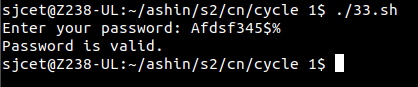 sjcet@Z238-UL:~/ashin/s2/cn/cycle 1$ ./33.sh
Enter your password: Afdsf345$%
Password is valid.
sjcet@Z238-UL:~/ashin/s2/cn/cycle 1$